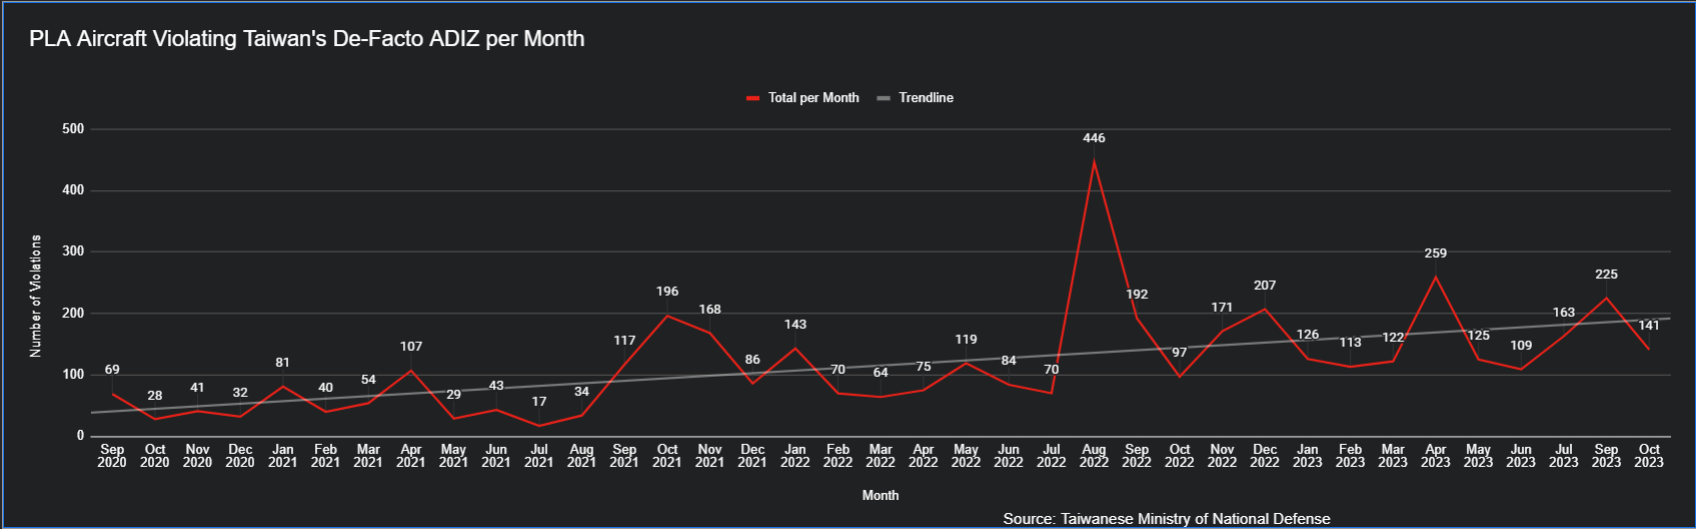 PLA Aircraft Violating Taiwan's De-Facto ADIZ per Month
Total per Month Trendline
Number of Violations
500
400
300
200
100
0
69 28 41 32 81 40 54 107 29 43 17 34 117 196 168 86 143 70 64 75 119 84 70 446 192 97 171 207 126 113 122 259 125 109 163 225 141
Sep Oct Nov Dec Jan Feb Mar Apr May Jun Jul Aug Sep Oct Nov Dec Jan Feb Mar Apr May Jun Jul Aug Sep Oct Nov Dec Jan Feb Mar Apr May Jun Jul Sep Oct
2020 2020 2020 2020 2021 2021 2021 2021 2021 2021 2021 2021 2021 2021 2021 2021 2022 2022 2022 2022 2022 2022 2022 2022 2022 2022 2022 2022 2023 2023 2023 2023 2023 2023 2023 2023 2023
Month
Source: Taiwanese Ministry of National Defense